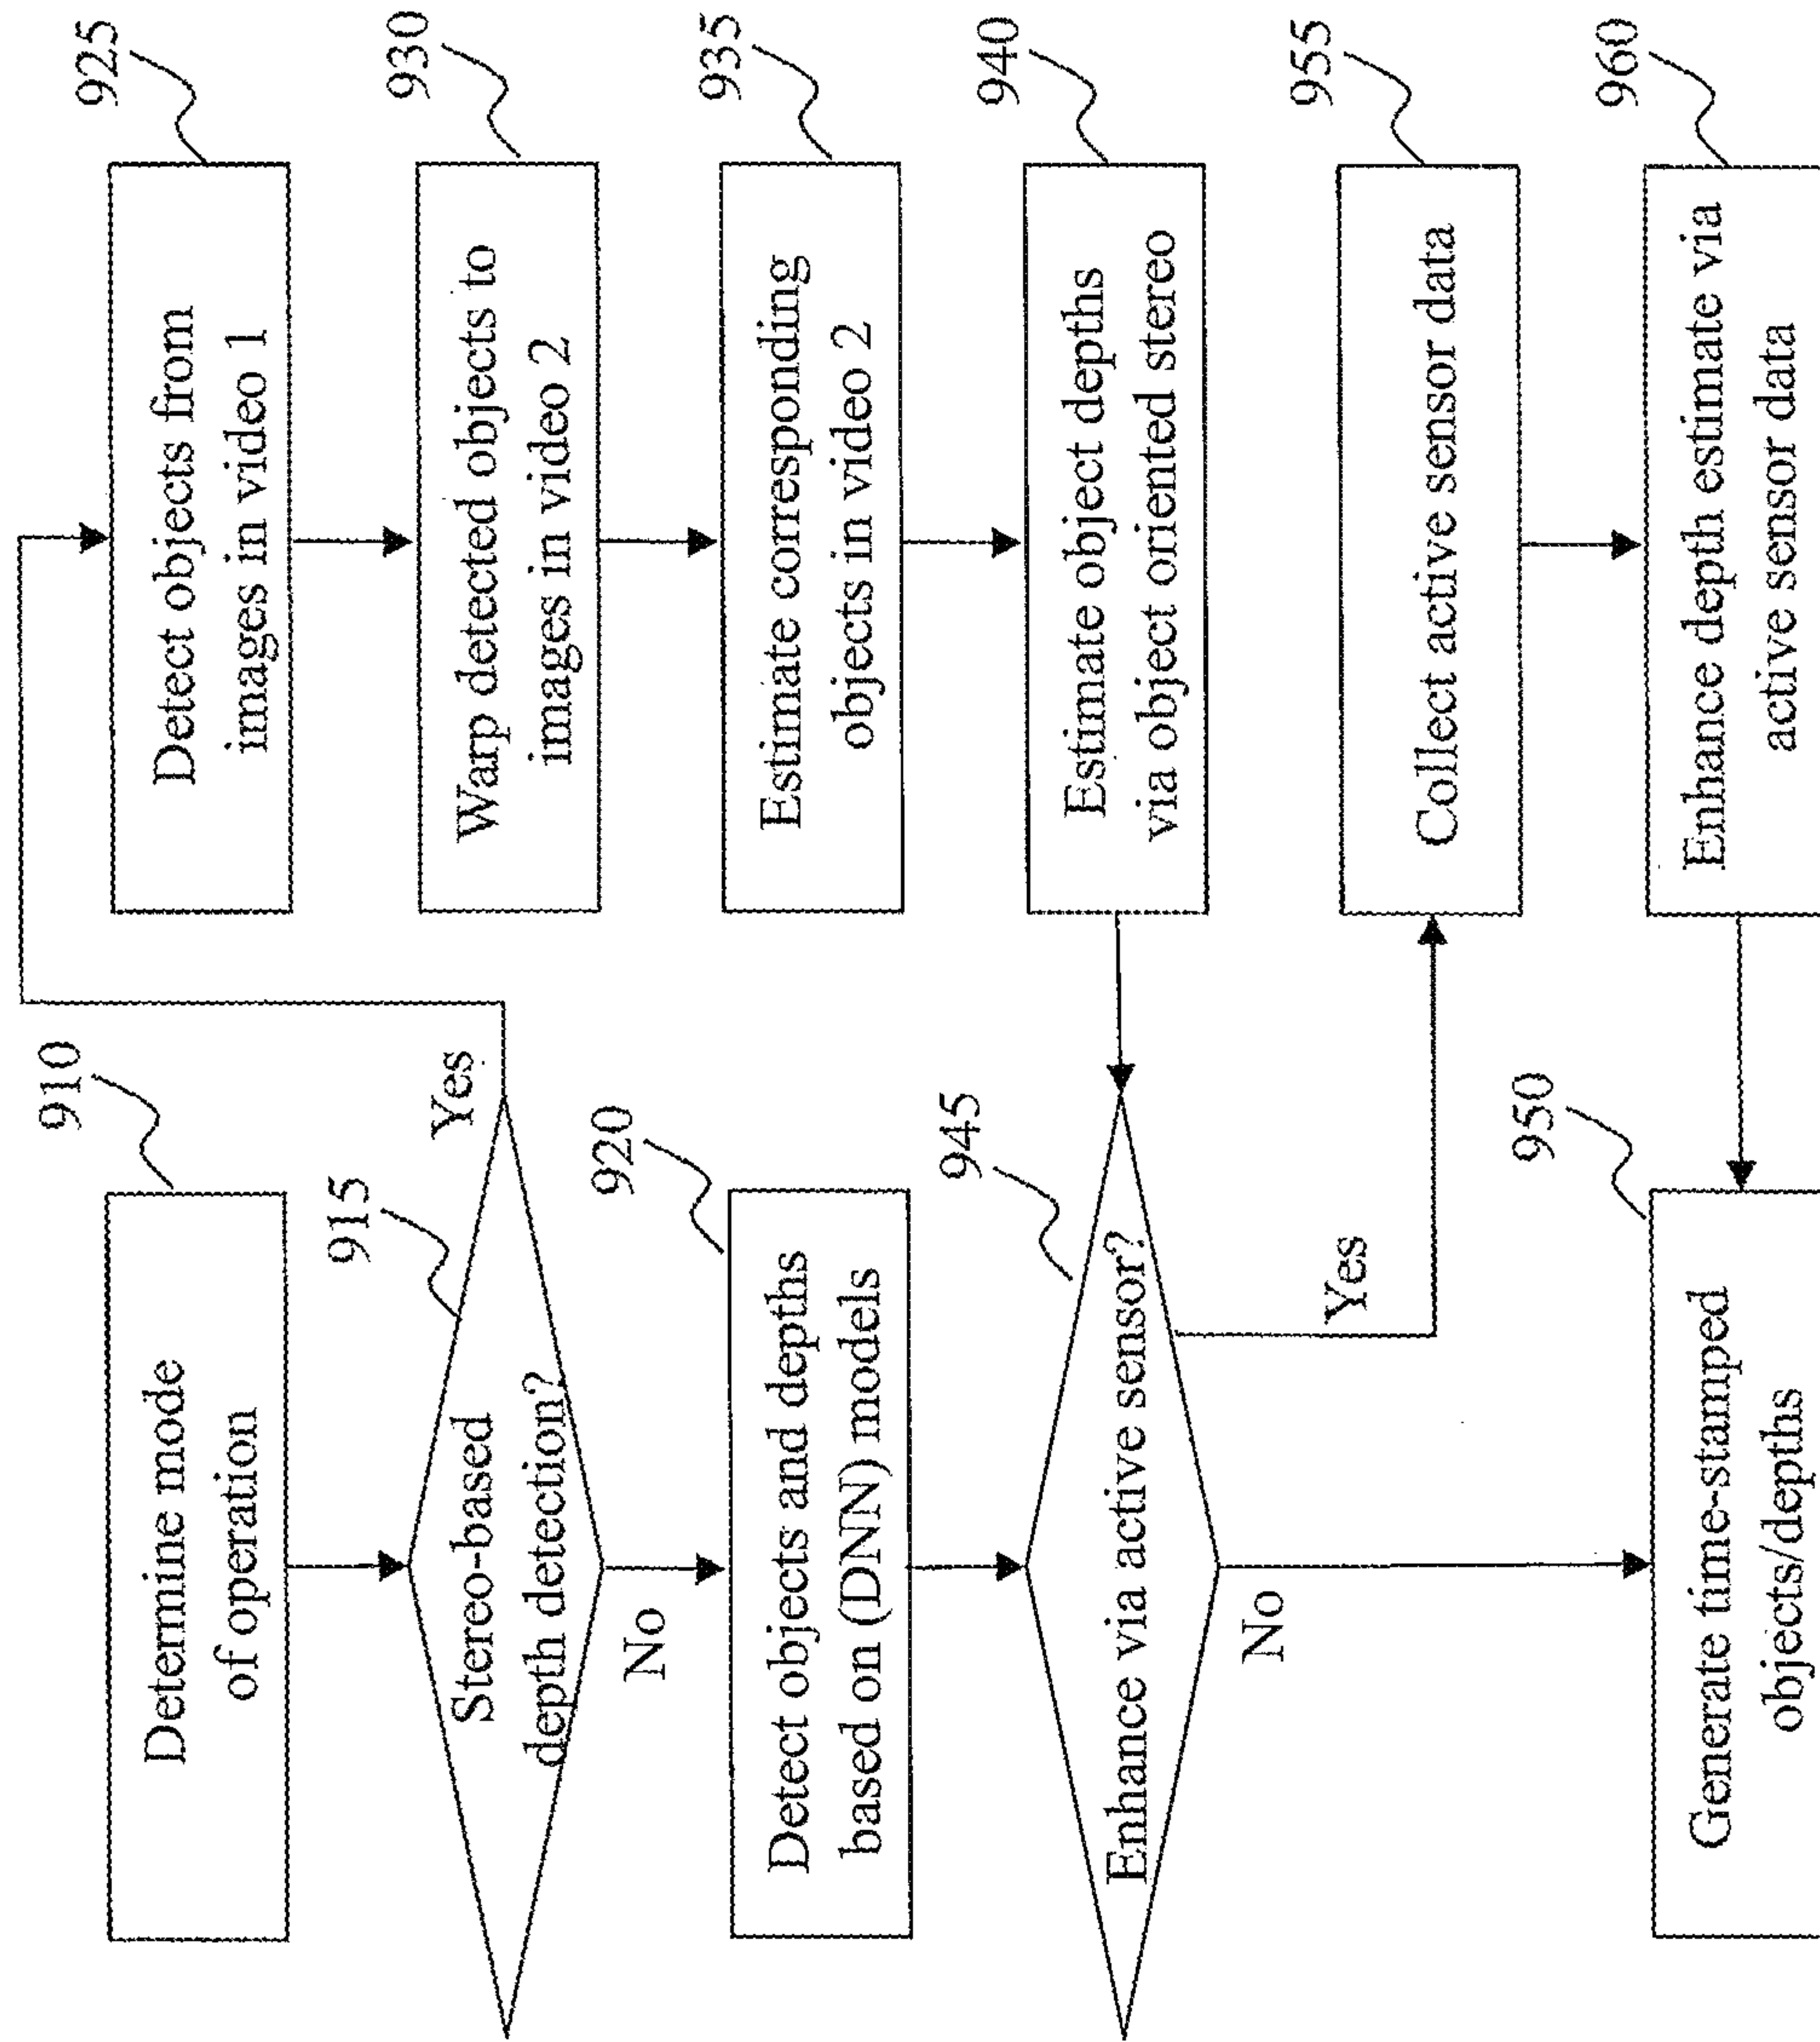 910
Determine mode
of operation
915
Stereo-based
depth detection?
Yes
No
920
Detect objects and depths
based on (DNN) models
925
Detect objects from
images in video 1
930
Warp detected objects to
images in video 2
935
Estimate corresponding
objects in video 2
940
Estimate object depths
via object oriented stereo
945
Enhance via active sensor?
Yes
No
955
Collect active sensor data
960
Enhance depth estimate via
active sensor data
950
Generate time-stamped
objects/depths